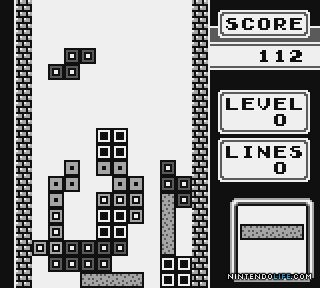 SCORE
112
LEVEL
0
LINES
0
NINTENDOLIFE.COM